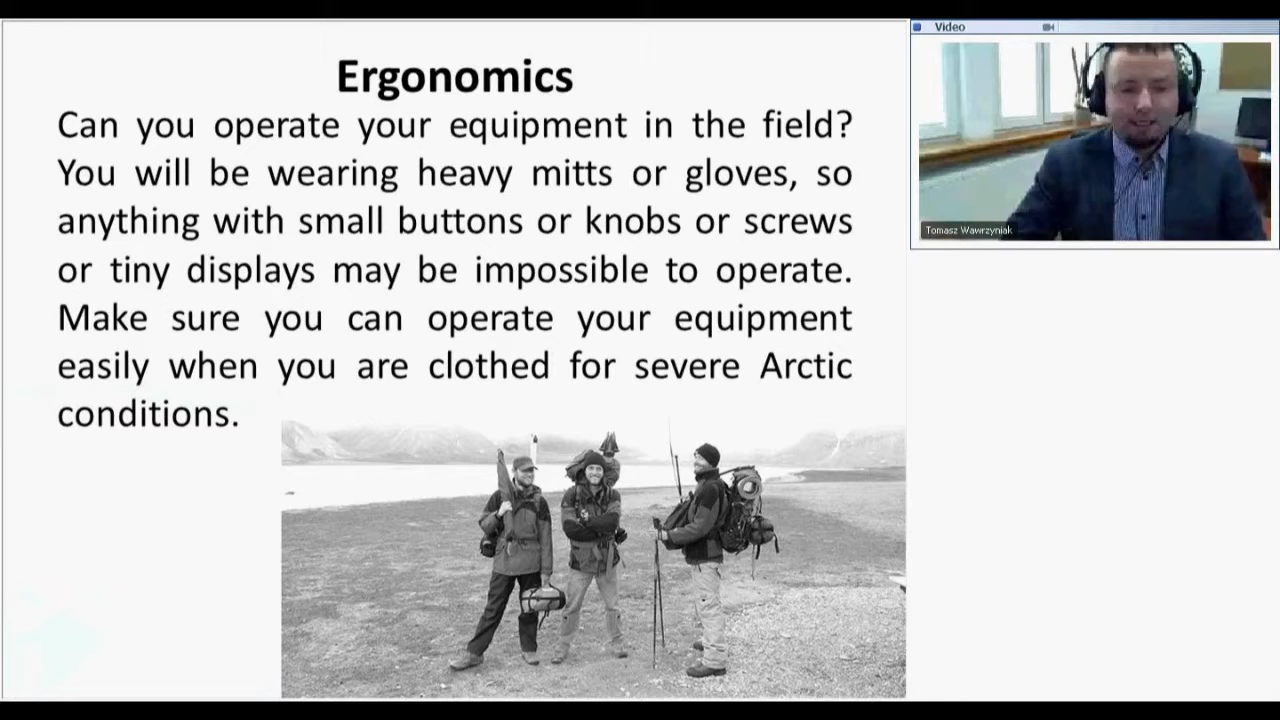 Ergonomics
Can you operate your equipment in the field?
You will be wearing heavy mitts or gloves, so
anything with small buttons or knobs or screws
or tiny displays may be impossible to operate.
Make sure you can operate your equipment
easily when you are clothed for severe Arctic
conditions.
Video
Tomasz Wawrzyniak